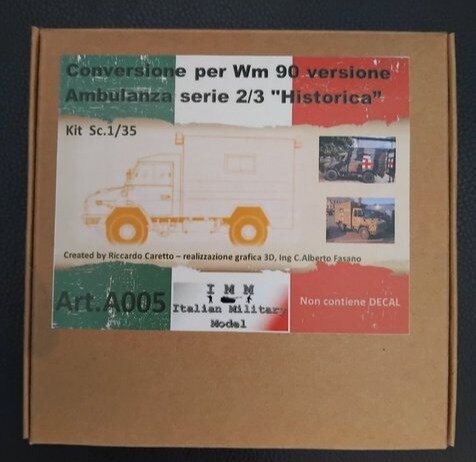 Conversione per Wm 90 versione
Ambulanza serie 2/3 "Historica"
Kit Sc.1/35
Created by Riccardo Caretto – realizzazione grafica 3D, Ing C.Alberto Fasano
Art.A005
I M M
Italian Military
Model
Non contiene DECAL